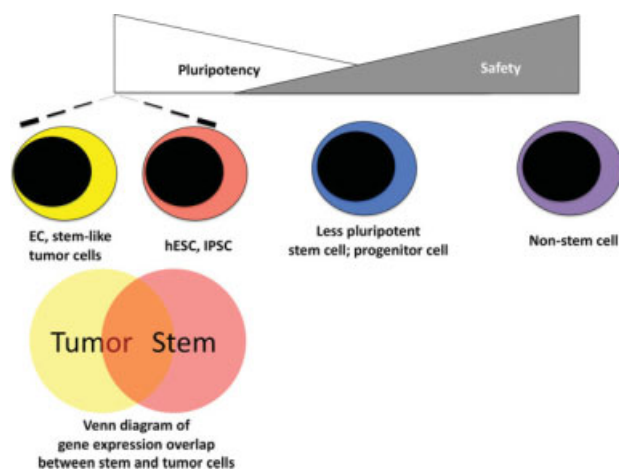 Pluripotency
Safety
EC, stem-like
tumor cells
hESC, IPSC
Less pluripotent
stem cell; progenitor cell
Non-stem cell
Tumor Stem
Venn diagram of
gene expression overlap
between stem and tumor cells